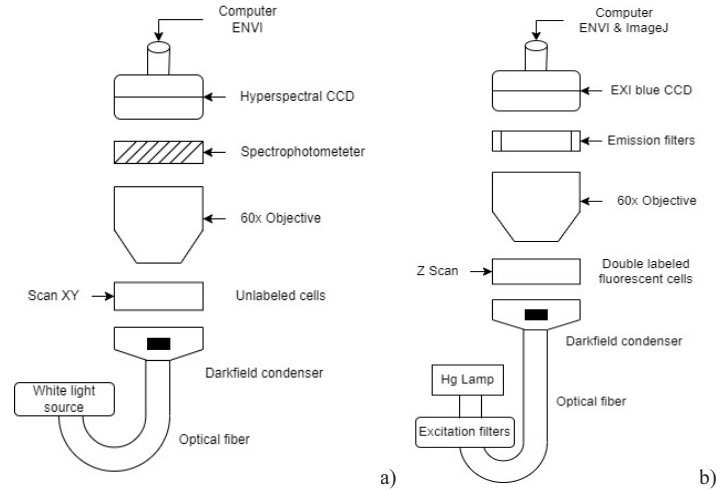 Computer
ENVI
Hyperspectral CCD
Spectrophotometeter
60x Objective
Scan XY
Unlabeled cells
Darkfield condenser
White light
source
Optical fiber
a)
Computer
ENVI & ImageJ
EXI blue CCD
Emission filters
60x Objective
Z Scan
Double labeled
fluorescent cells
Darkfield condenser
Hg Lamp
Optical fiber
Excitation filters
b)